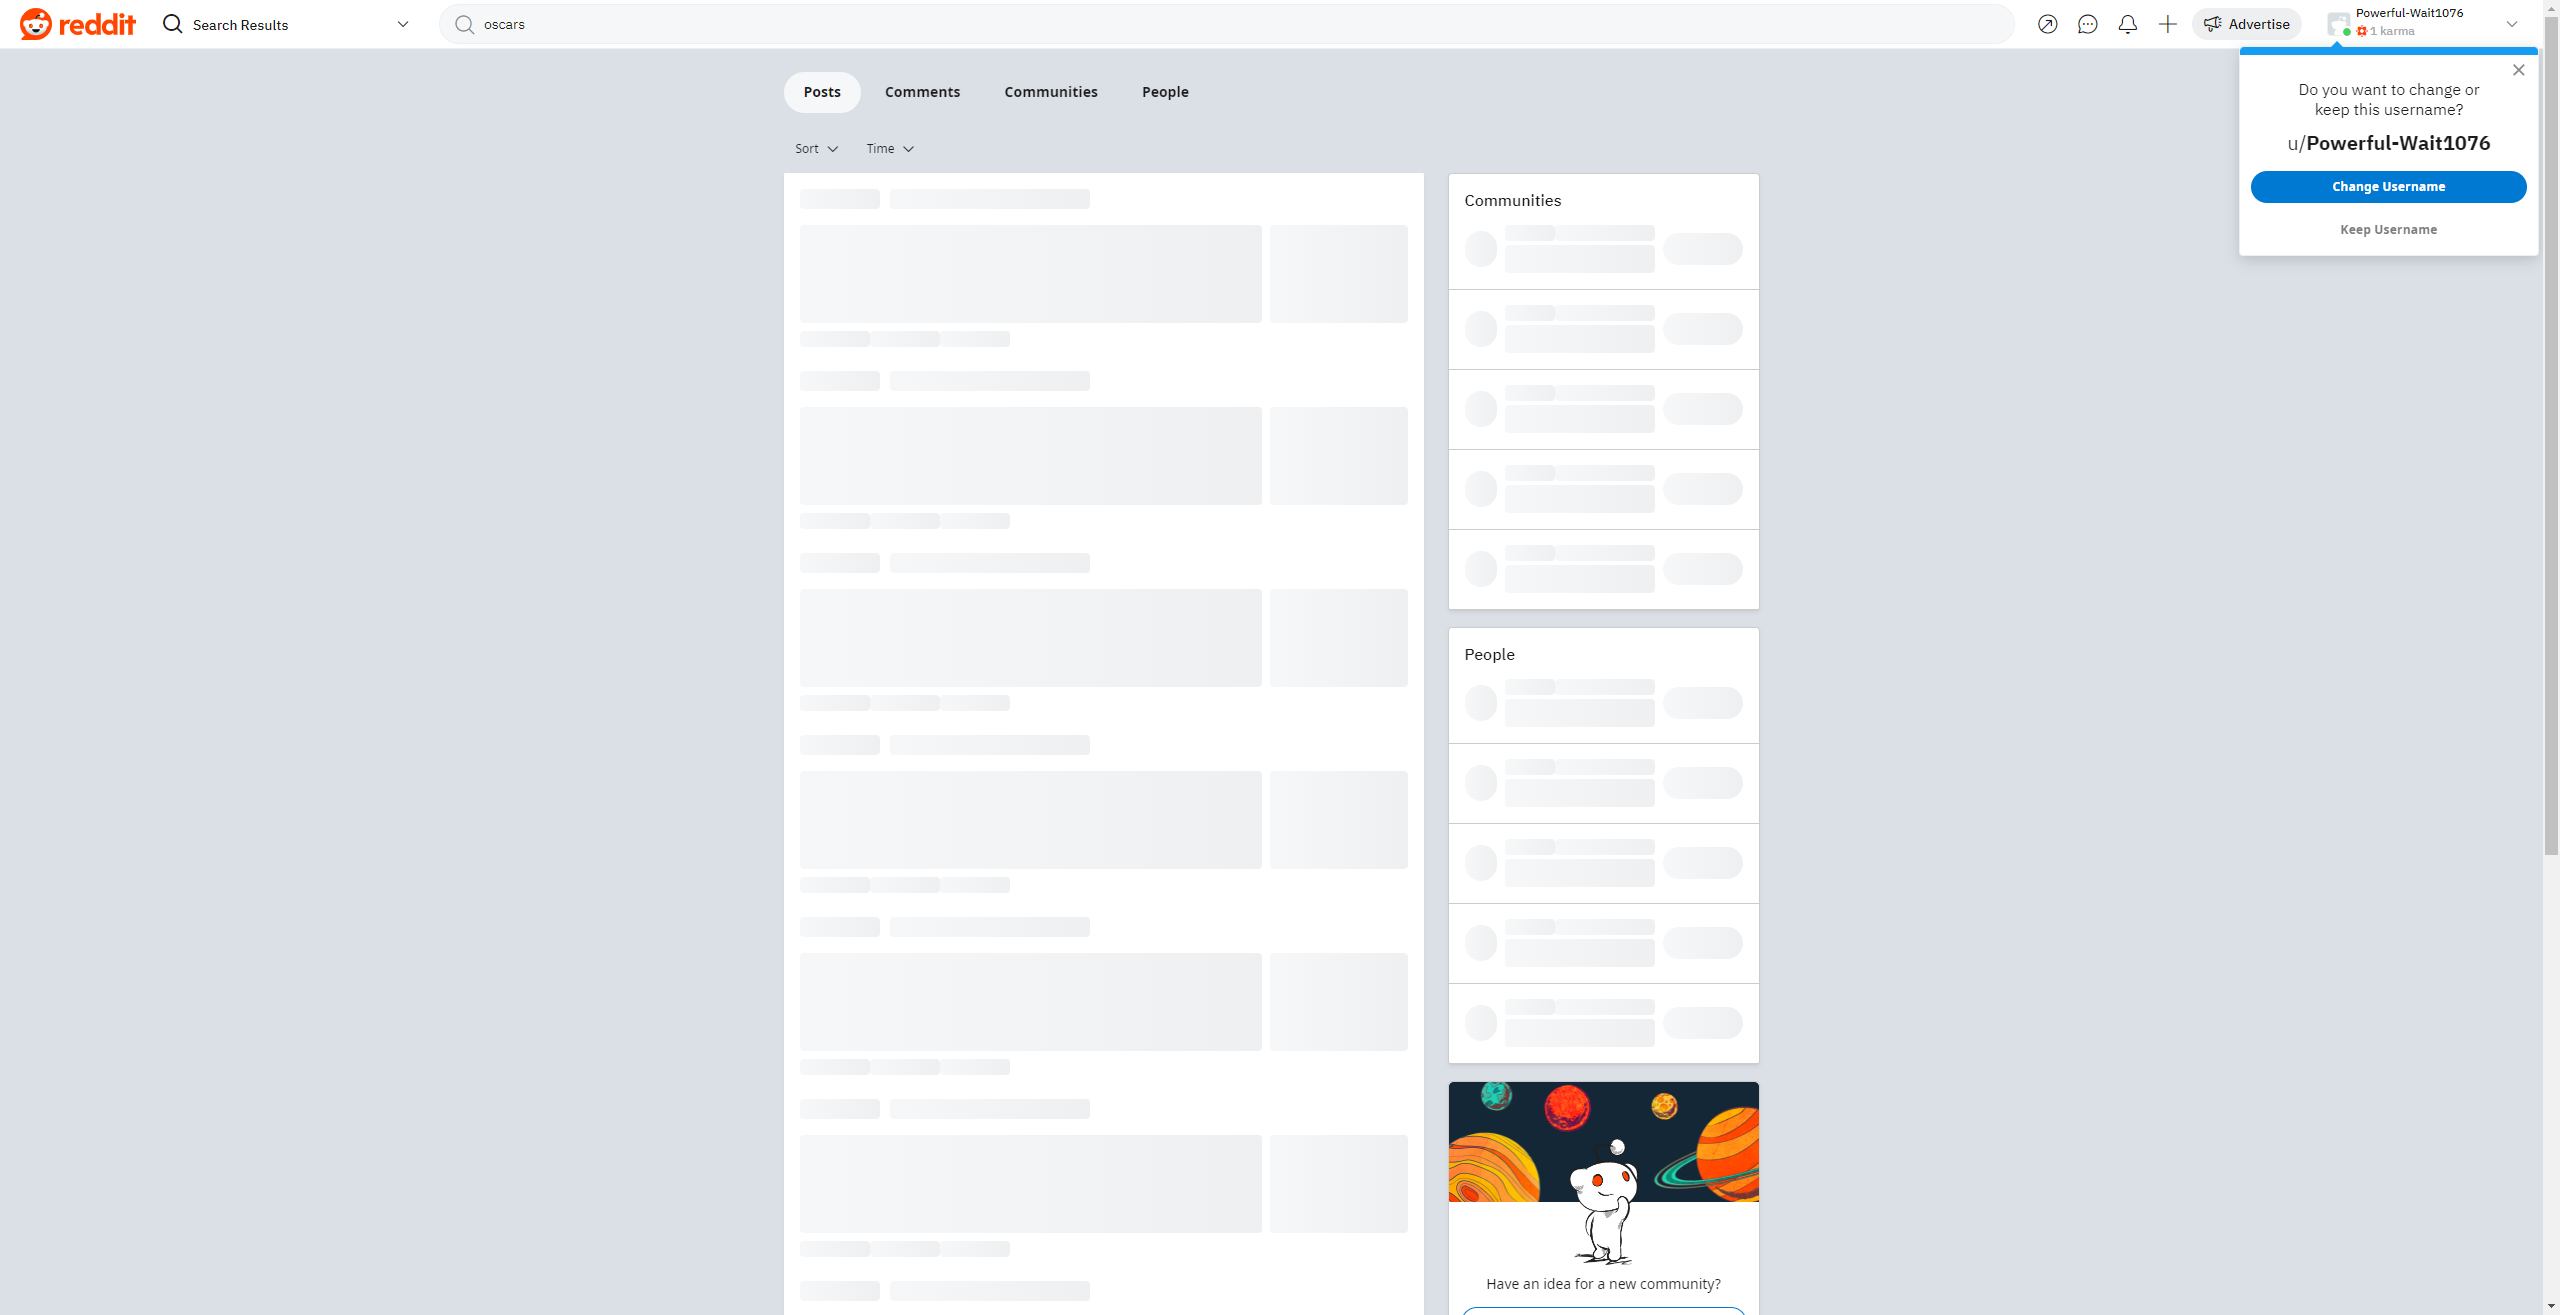 reddit
Search Results
oscars
Advertise
Powerful-Wait1076
1 karma
Do you want to change or
keep this username?
u/Powerful-Wait1076
Change Username
Keep Username
Posts
Comments
Communities
People
Sort
Time
Communities
People
Have an idea for a new community?